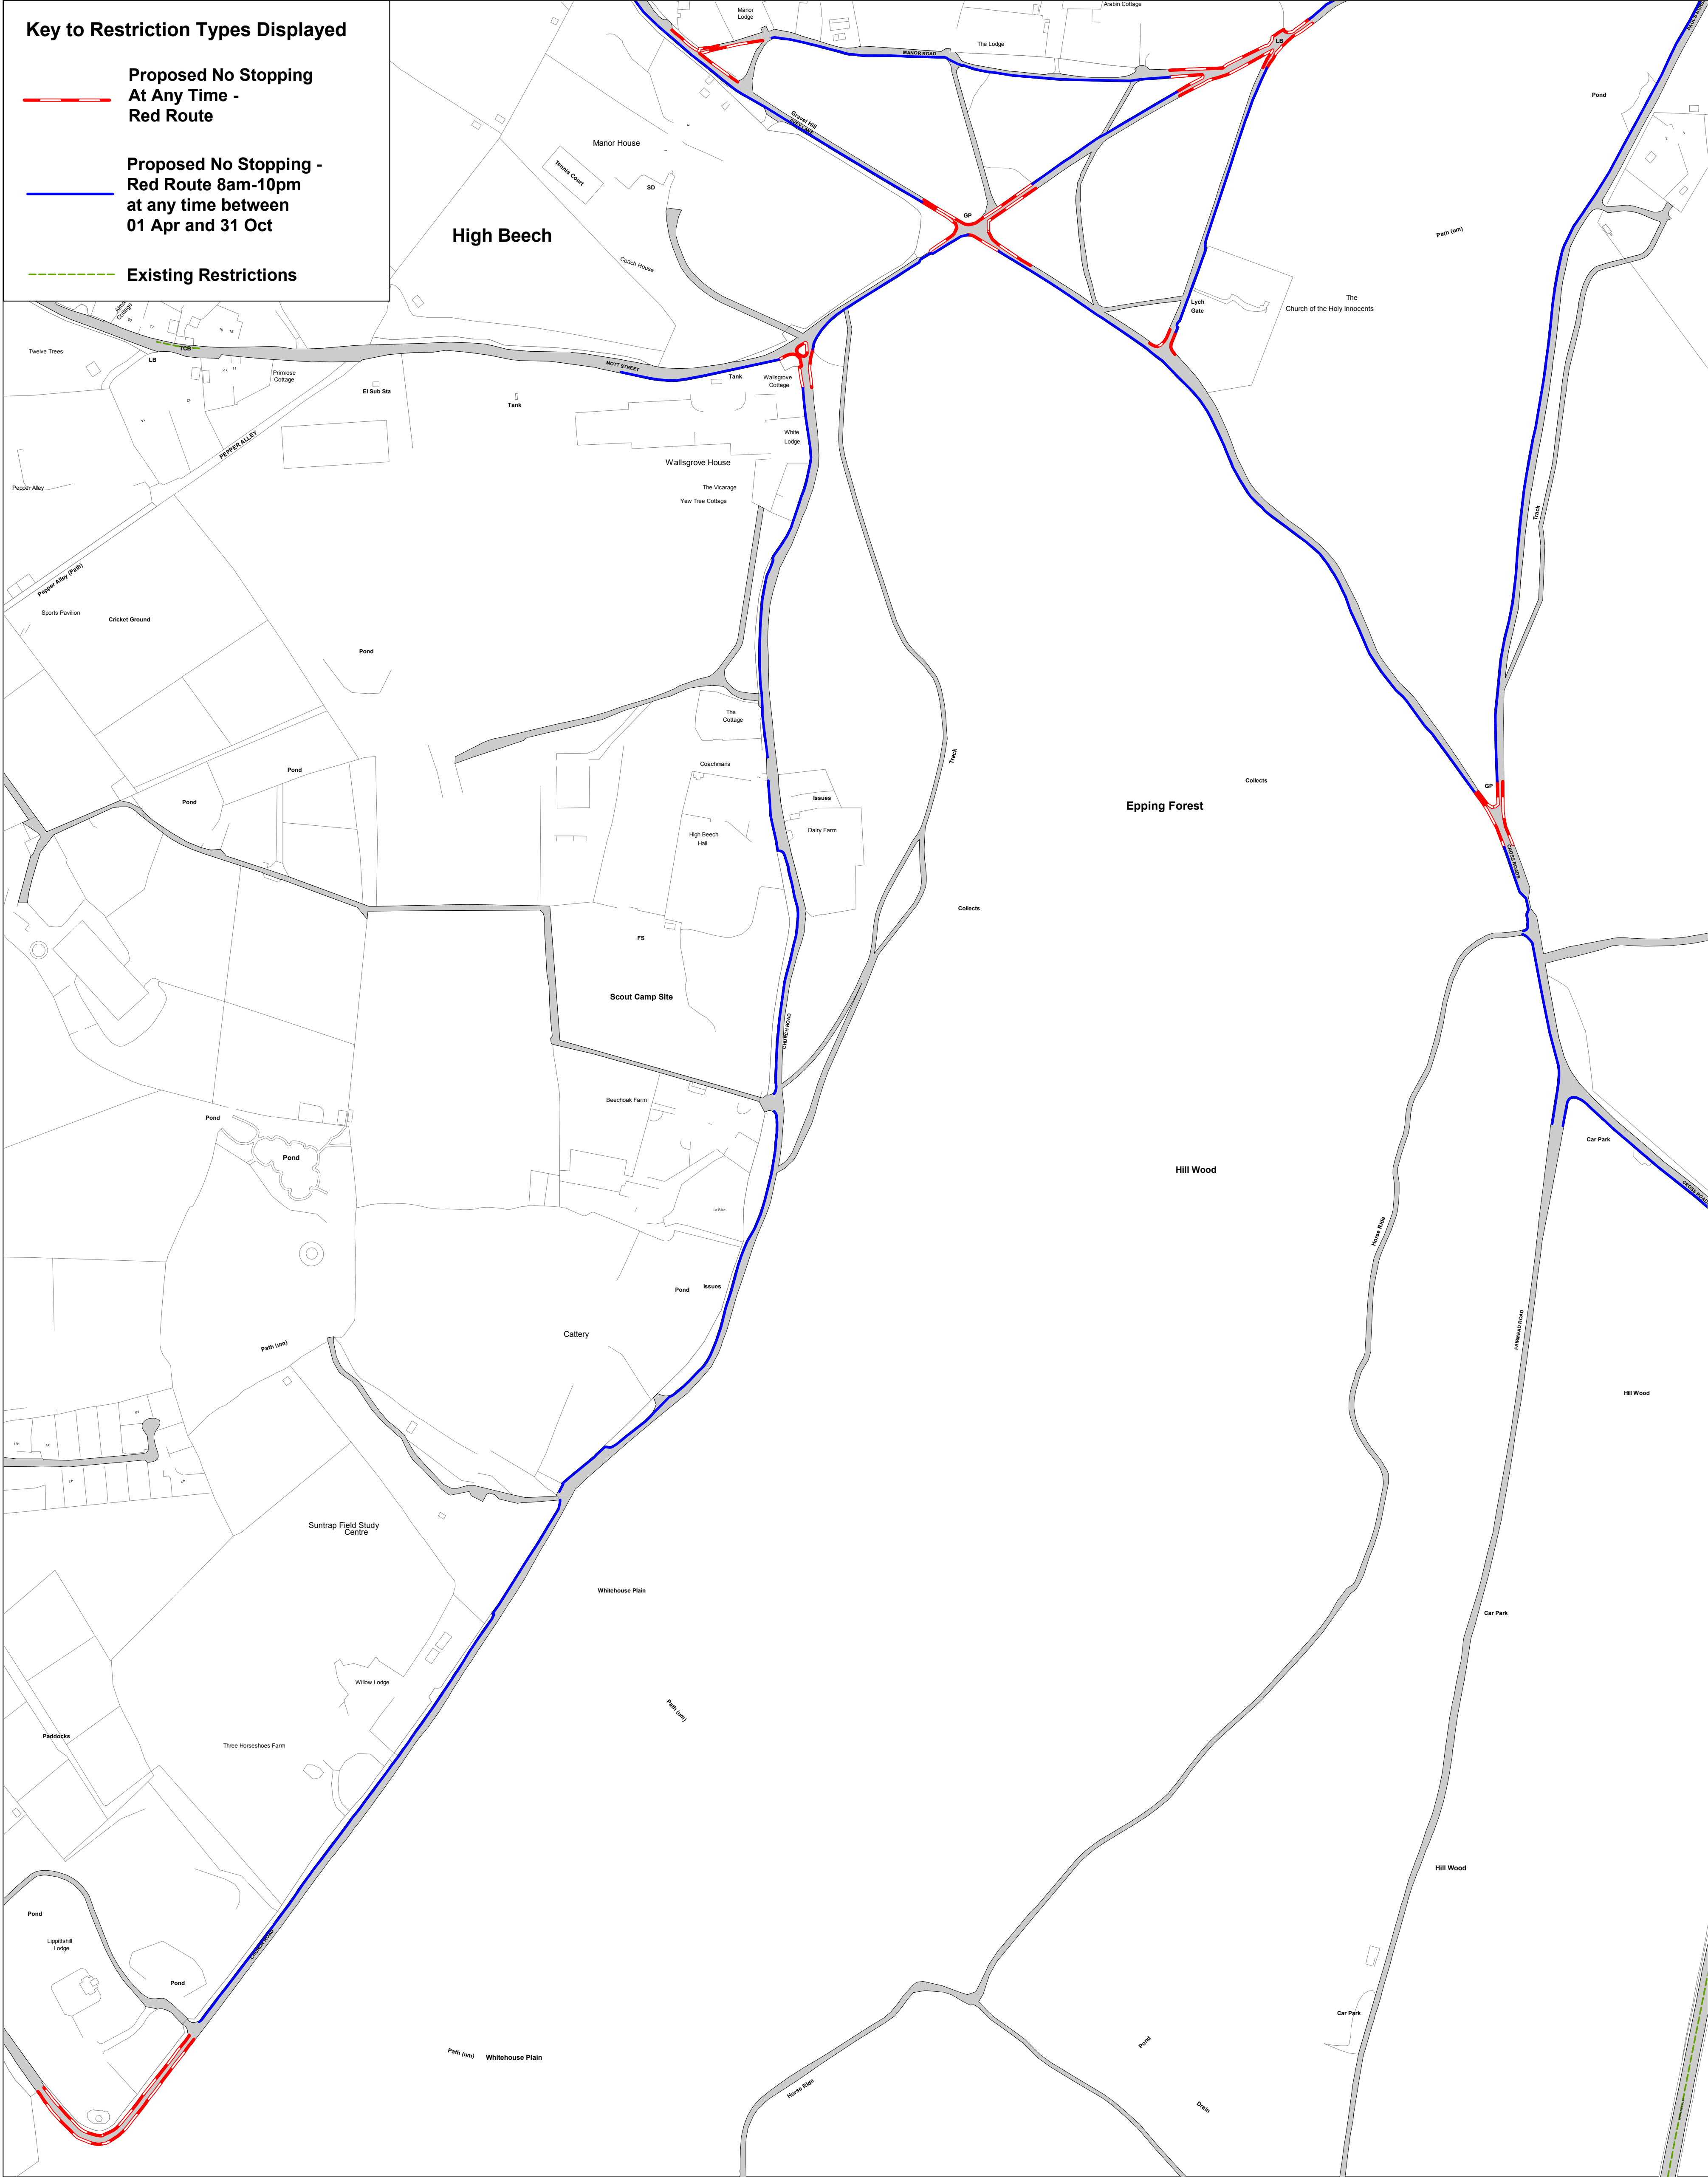 Key to Restriction Types Displayed
Proposed No Stopping
At Any Time -
Red Route
Proposed No Stopping -
Red Route 8am-10pm
at any time between
01 Apr and 31 Oct
Existing Restrictions
Manor
Lodge
Arabin Cottage
The Lodge
LB
MANOR ROAD
Gravel Hill
Pond
Manor House
Tennis Court
SD
High Beech
GP
Path (um)
Coach House
Lych
Gate
The
Church of the Holy Innocents
Cottage
Twelve Trees
TCB
LB
Primrose
Cottage
El Sub Sta
Tank
MOTT STREET
Tank
Wallsgrove
Cottage
White
Lodge
PEPPER ALLEY
Wallsgrove House
The Vicarage
Yew Tree Cottage
Pepper Alley
Track
Pepper Alley (Path)
Sports Pavilion
Cricket Ground
Pond
The
Cottage
Track
Coachmans
Pond
Pond
Issues
Collects
Epping Forest
GP
High Beech
Hall
Dairy Farm
CROSS ROADS
Collects
FS
Scout Camp Site
CHURCH ROAD
Beechoak Farm
Pond
Pond
Car Park
Hill Wood
CROSS ROAD
Horse Ride
Pond
Issues
Cattery
Path (um)
FAIRMEAD ROAD
Hill Wood
Suntrap Field Study
Centre
Whitehouse Plain
Car Park
Willow Lodge
Path (um)
Paddocks
Three Horseshoes Farm
Hill Wood
Pond
Lippittshill
Lodge
CHURCH ROAD
Pond
Car Park
Pond
Path (um)
Whitehouse Plain
Horse Ride
Drain